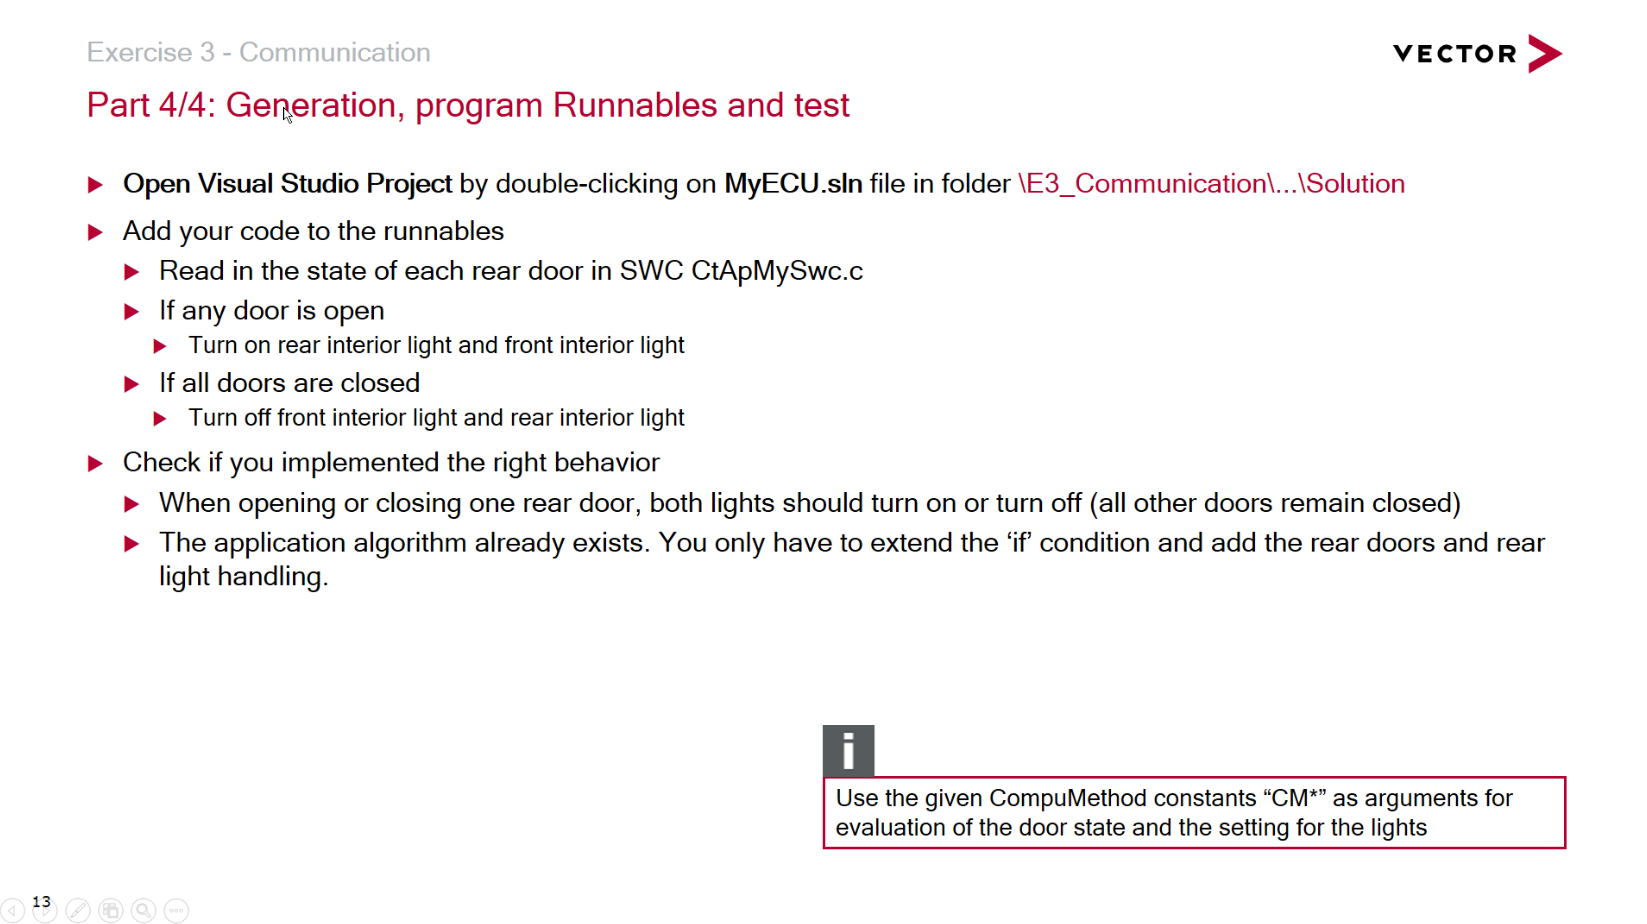 Exercise 3 - Communication
VECTOR
Part 4/4: Generation, program Runnables and test
Open Visual Studio Project by double-clicking on MyECU.sln file in folder \E3_Communication\...\Solution
Add your code to the runnables
Read in the state of each rear door in SWC CtApMySwc.c
If any door is open
Turn on rear interior light and front interior light
If all doors are closed
Turn off front interior light and rear interior light
Check if you implemented the right behavior
When opening or closing one rear door, both lights should turn on or turn off (all other doors remain closed)
The application algorithm already exists. You only have to extend the ‘if’ condition and add the rear doors and rear
light handling.
i
Use the given CompuMethod constants “CM*” as arguments for
evaluation of the door state and the setting for the lights
13